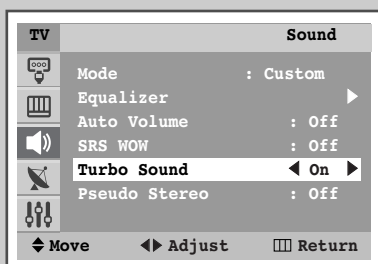 TV Sound
Mode : Custom
Equalizer
Auto Volume : Off
SRS WOW : Off
Turbo Sound On
Pseudo Stereo : Off
Move Adjust Return